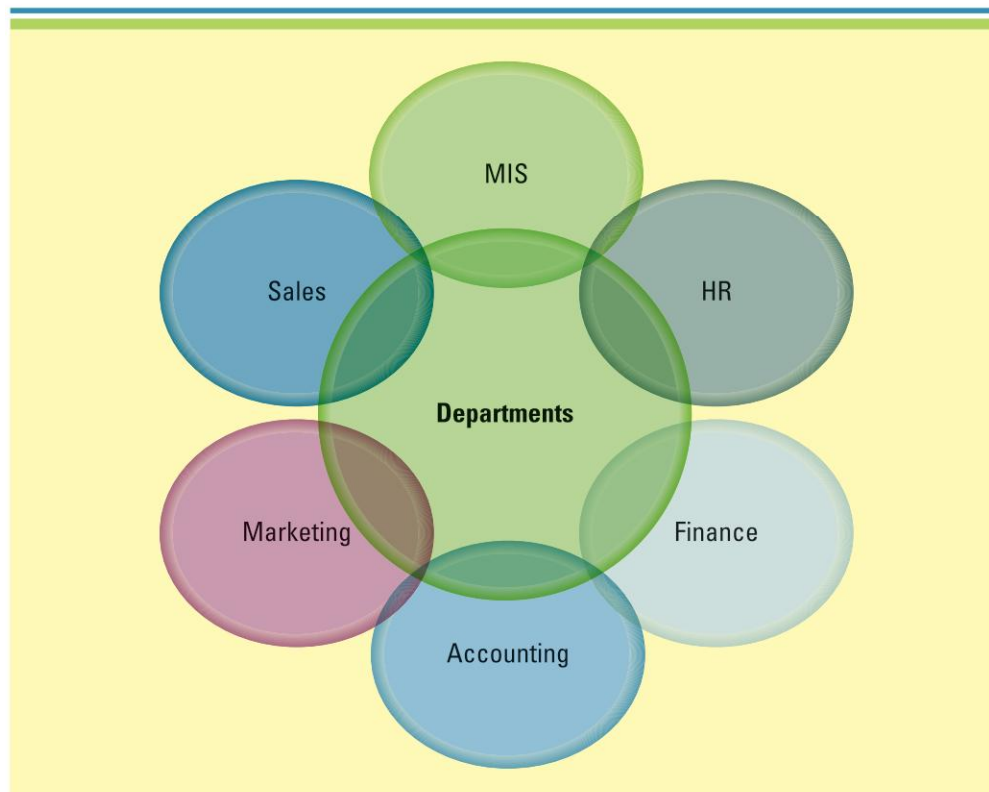 MIS
Sales
HR
Departments
Marketing
Finance
Accounting